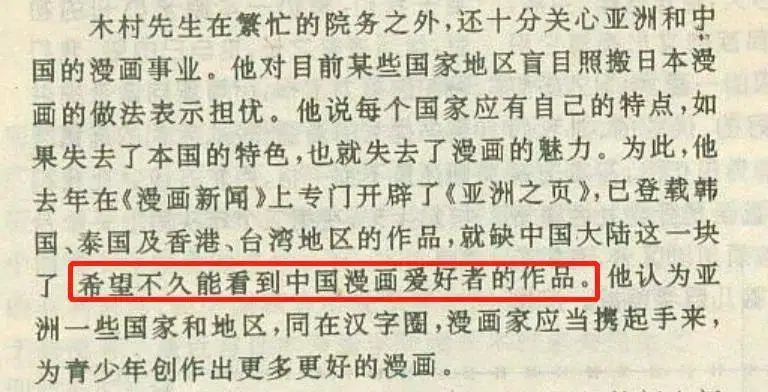 木村先生在繁忙的院务之外,还十分关心亚洲和中
国的漫画事业。他对目前某些国家地区盲目照搬日本漫
画的做法表示担忧。他说每个国家应有自己的特点,如
果失去了本国的特色,也就失去了漫画的魅力。为此,他
去年在《漫画新闻》上专门开辟了《亚洲之页》,已登载韩
国、泰国及香港、台湾地区的作品,就缺中国大陆这一块
了 希望不久能看到中国漫画爱好者的作品。他认为亚
洲一些国家和地区,同在汉字圈,漫画家应当携起手来,
为青少年创作出更多更好的漫画。